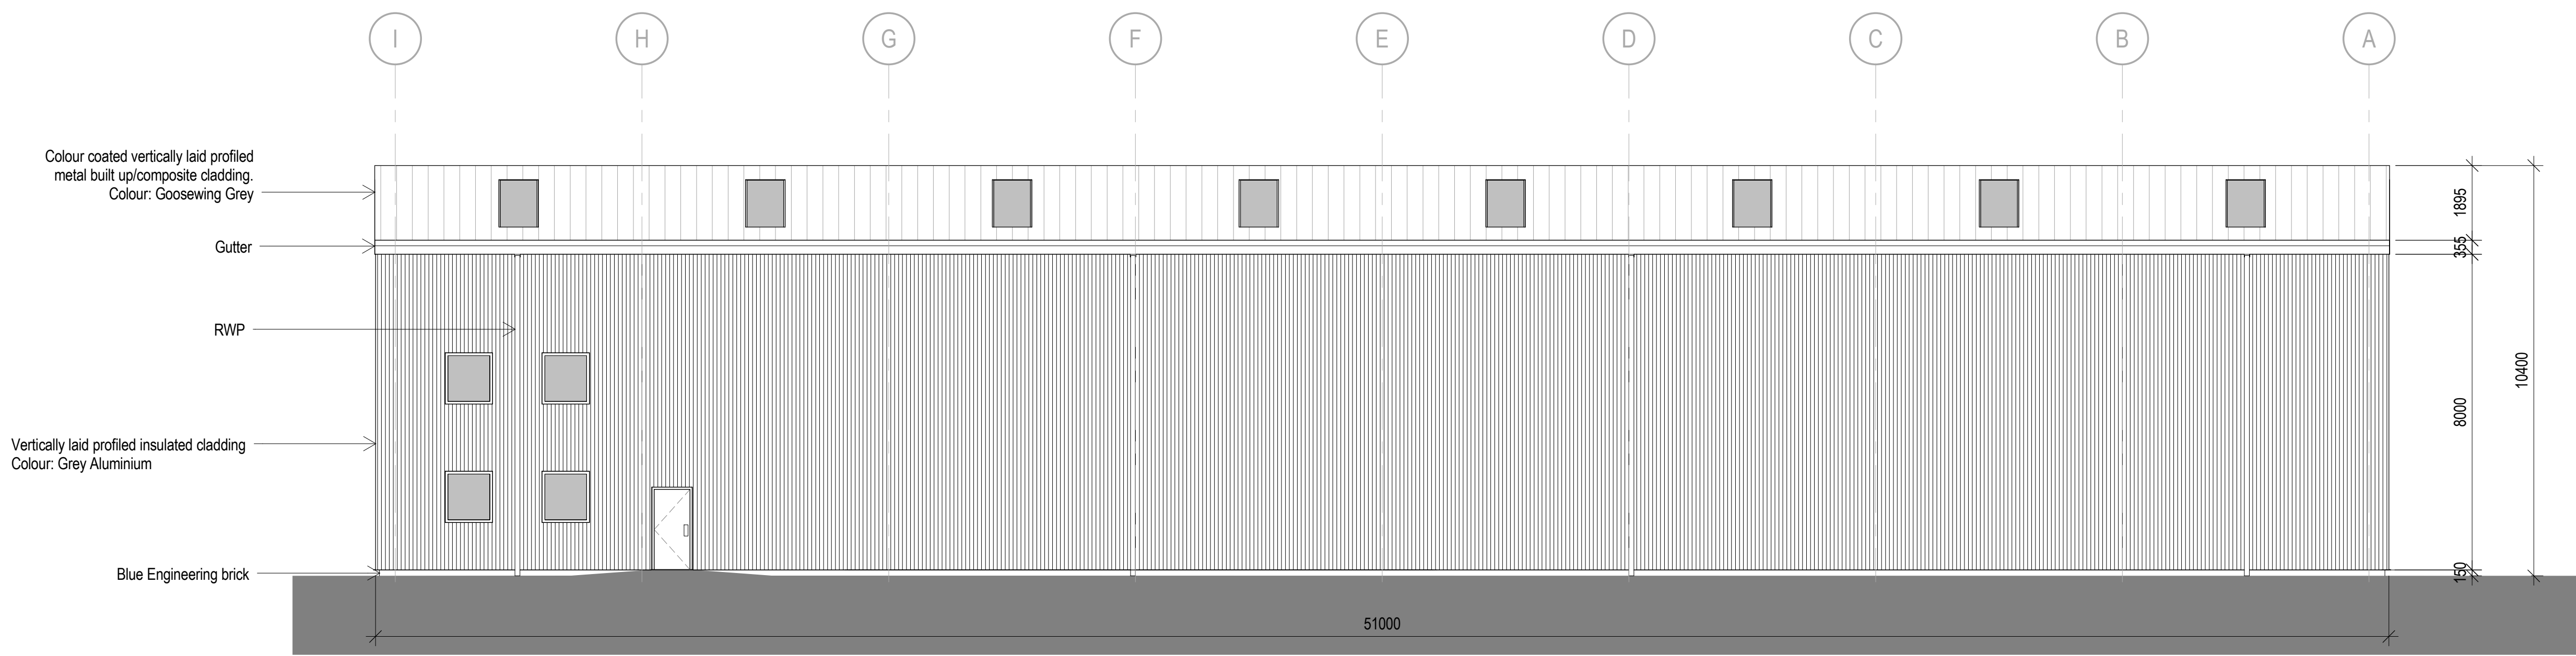 I H G F E D C B A
Colour coated vertically laid profiled
metal built up/composite cladding.
Colour: Goosewing Grey
1895
Gutter
355
RWP
10400
8000
Vertically laid profiled insulated cladding
Colour: Grey Aluminium
Blue Engineering brick
150
51000